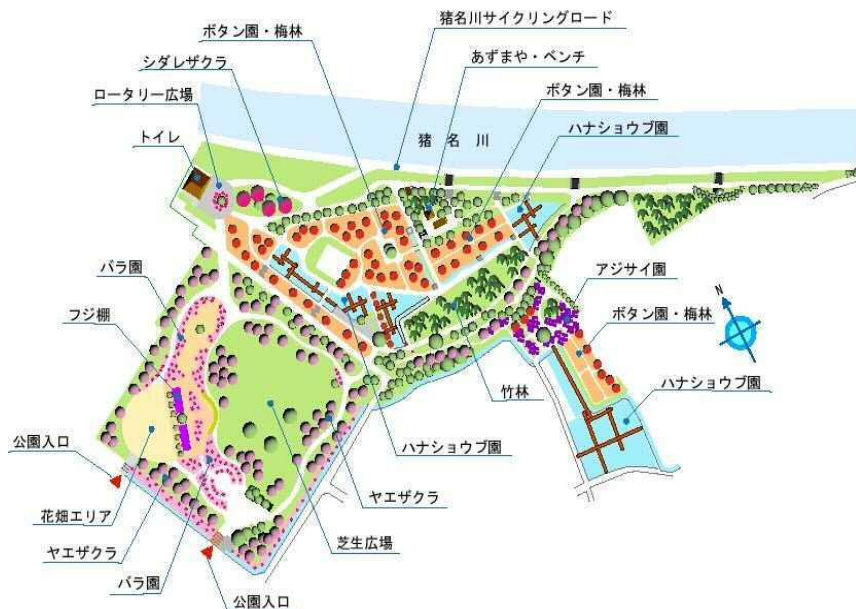 ボタン園・梅林
猪名川サイクリングロード
シダレザクラ
あずまや・ベンチ
ロータリー広場
ボタン園・梅林
トイレ
猪名川
ハナショウブ園
バラ園
アジサイ園
フジ棚
N
ボタン園・梅林
竹林
ハナショウブ園
公園入口
ハナショウブ園
花畑エリア
ヤエザクラ
ヤエザクラ
芝生広場
バラ園
公園入口